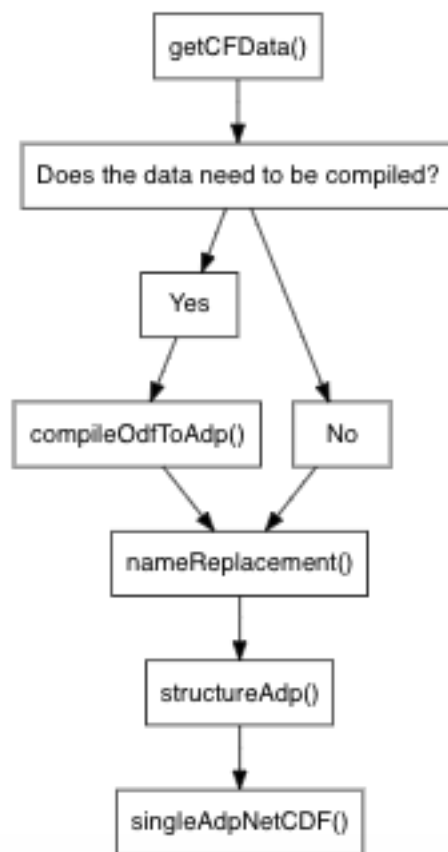 getCFData()
Does the data need to be compiled?
Yes
compileOdfToAdp()
No
nameReplacement()
structureAdp()
singleAdpNetCDF()